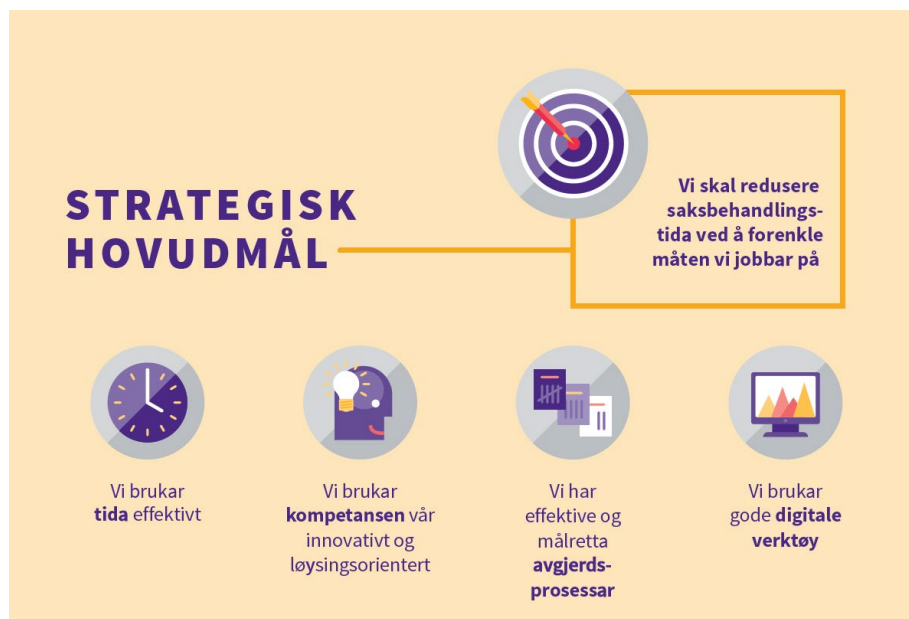 STRATEGISK
HOVUDMÅL
Vi skal redusere
saksbehandlings-
tida ved å forenkle
måten vi jobbar på
Vi brukar
tida effektivt
Vi brukar
kompetansen vår
innovativt og
løysingsorientert
Vi har
effektive og
målretta
avgjerds-
prosessar
Vi brukar
gode digitale
verktøy